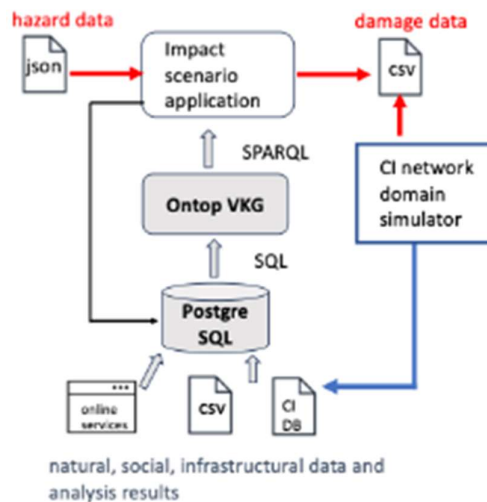 hazard data
damage data
json
Impact
scenario
application
csv
SPARQL
CI network
domain
simulator
Ontop VKG
SQL
Postgre
SQL
online
services
csv
CI
DB
natural, social, infrastructural data and
analysis results